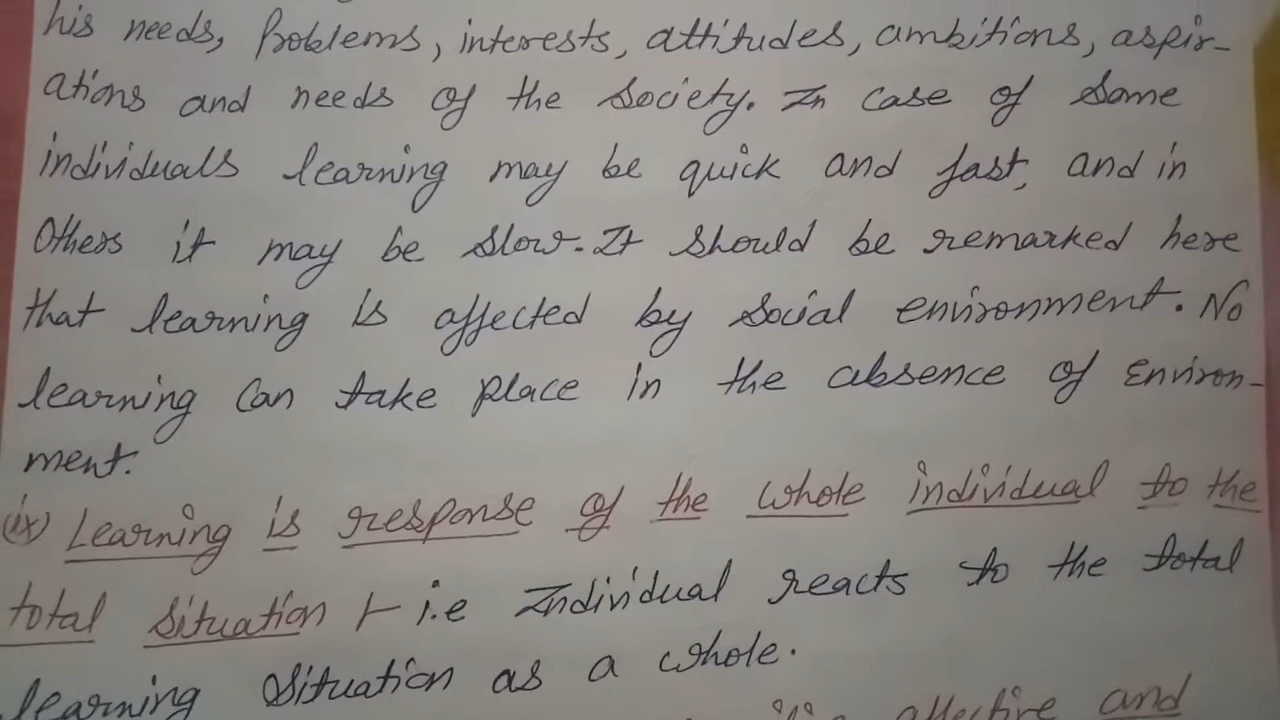 his needs, Problems, interests, attitudes, ambitions, aspir-
ations and needs of the Society. In case of Some
individuals learning may be quick and fast, and in
Others it may be slow. It should be remarked here
that learning is affected by Social environment. No
learning Can take place in the absence of Environ-
ment.
(ix) Learning is response of the whole individual to the
total situation :- i.e Individual reacts to the total
learning Situation as a whole.
affective and